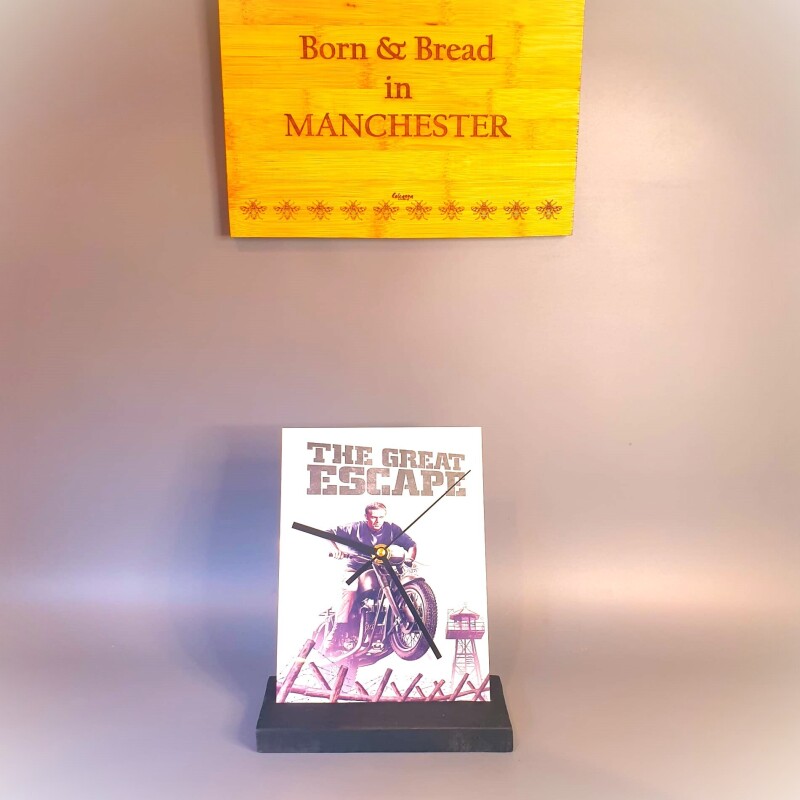 Born & Bread
in
MANCHESTER
THE GREAT
ESCAPE